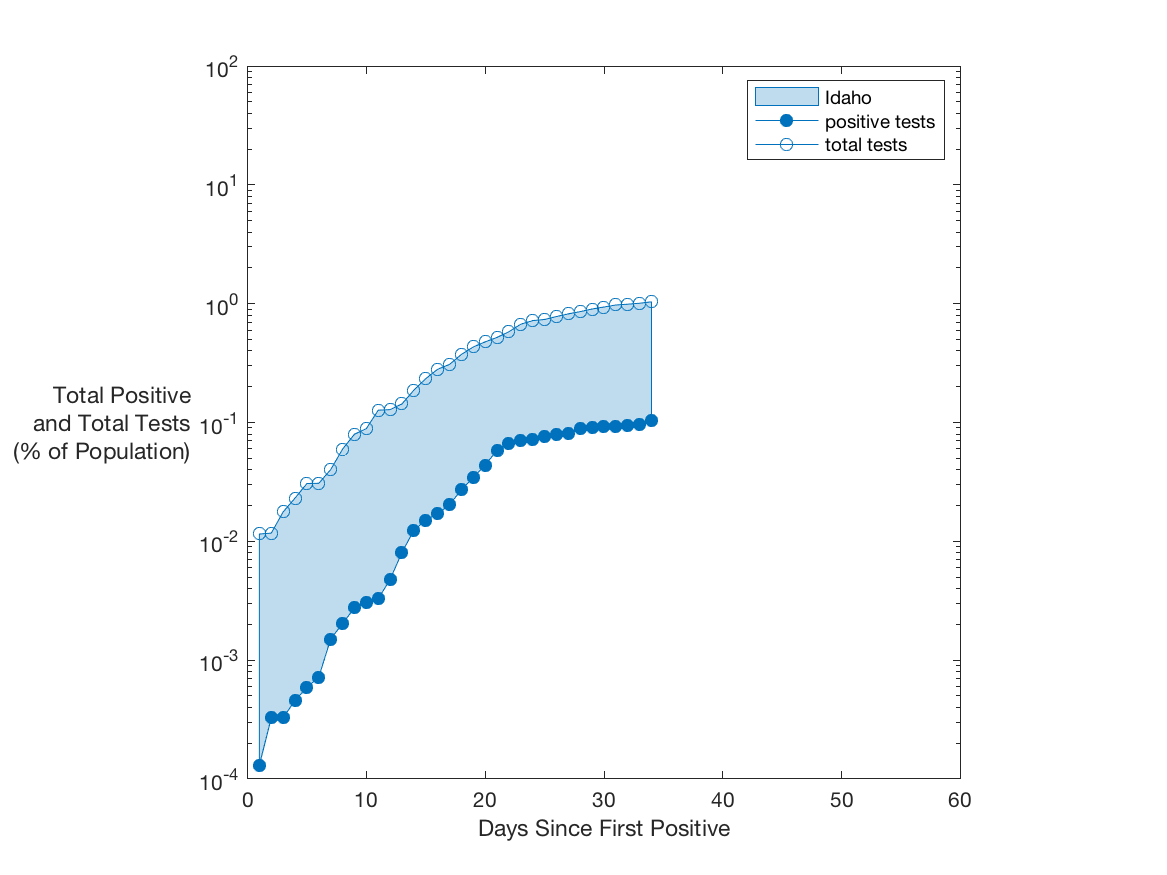 10^2
10^1
10^0
10^-1
10^-2
10^-3
10^-4
Total Positive
and Total Tests
(% of Population)
Idaho
positive tests
total tests
0 10 20 30 40 50 60
Days Since First Positive